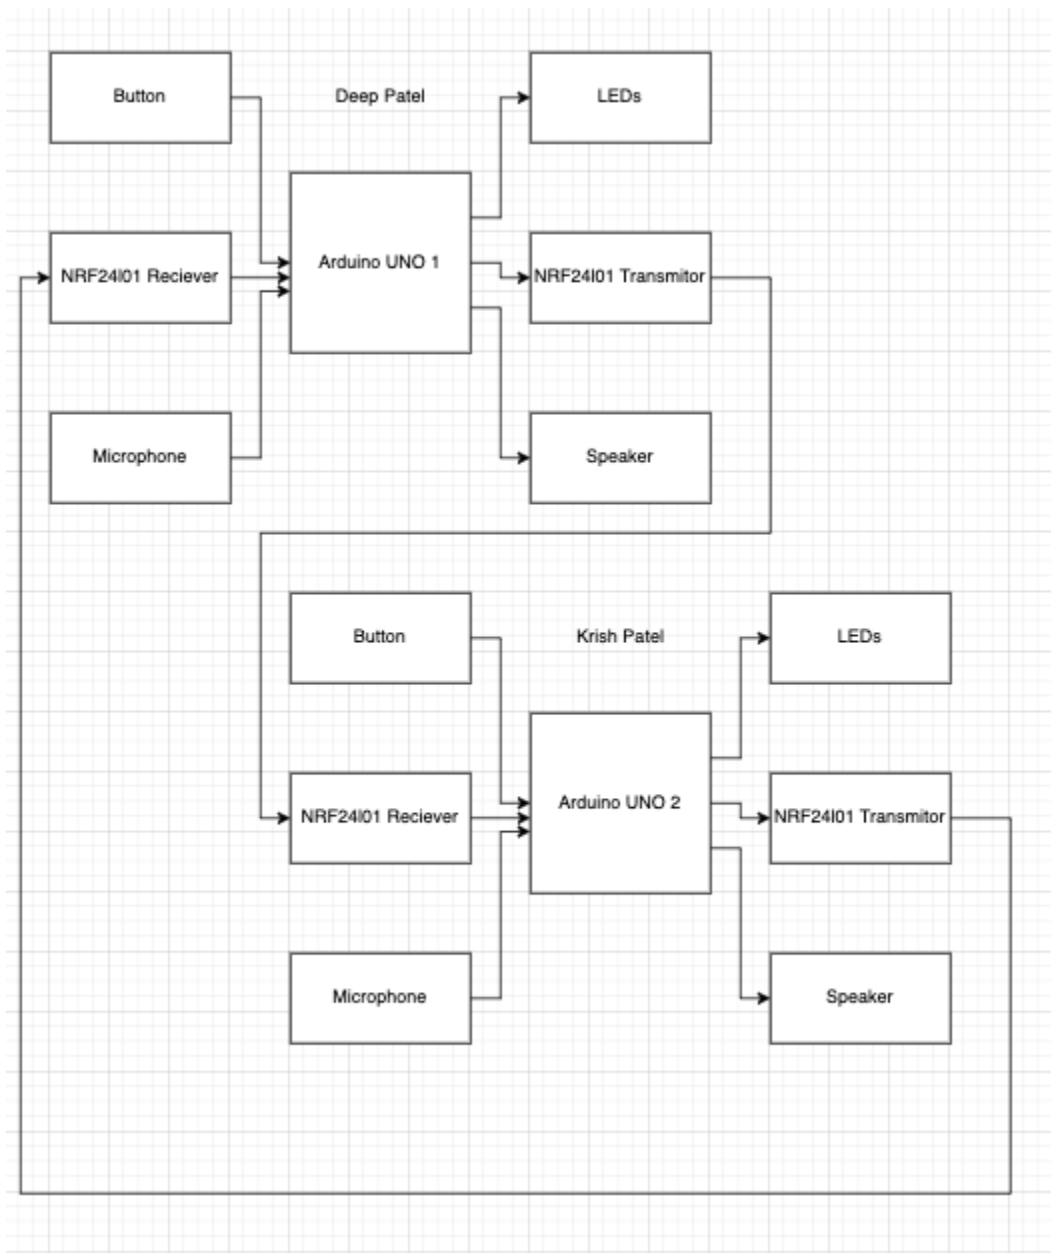 Button
Deep Patel
LEDs
Arduino UNO 1
NRF24l01 Reciever
NRF24l01 Transmitor
Microphone
Speaker
Button
Krish Patel
LEDs
Arduino UNO 2
NRF24l01 Reciever
NRF24l01 Transmitor
Microphone
Speaker